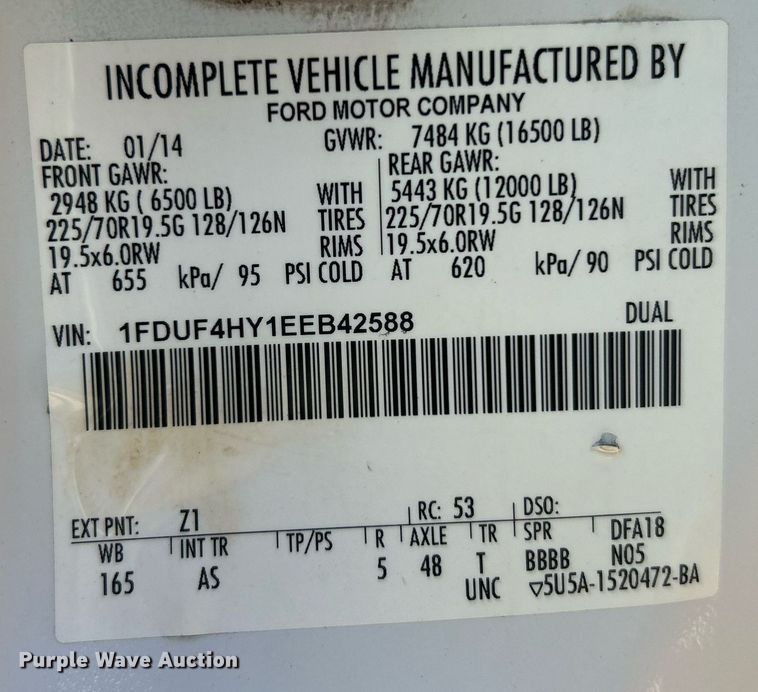 INCOMPLETE VEHICLE MANUFACTURED BY
FORD MOTOR COMPANY
DATE: 01/14 GVWR: 7484 KG (16500 LB)
FRONT GAWR: REAR GAWR:
2948 KG ( 6500 LB) WITH 5443 KG (12000 LB) WITH
225/70R19.5G 128/126N TIRES 225/70R19.5G 128/126N TIRES
19.5x6.0RW RIMS 19.5x6.0RW RIMS
AT 655 kPa/ 95 PSI COLD AT 620 kPa/ 90 PSI COLD
VIN: 1FDUF4HY1EEB42588 DUAL
EXT PNT: Z1 RC: 53 DSO:
WB INT TR TP/PS R AXLE TR SPR DFA18
165 AS 5 48 T BBBB N05
UNC ▽5U5A-1520472-BA
Purple Wave Auction